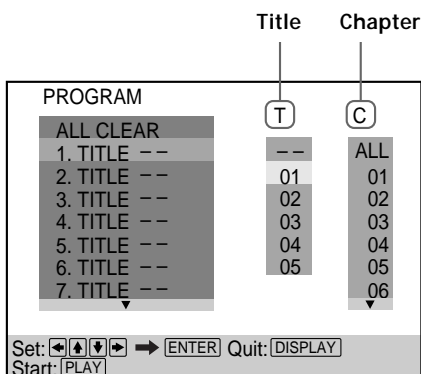 Title Chapter
PROGRAM
T C
ALL CLEAR
1. TITLE – – – – ALL
2. TITLE – – 01 01
3. TITLE – – 02 02
4. TITLE – – 03 03
5. TITLE – – 04 04
6. TITLE – – 05 05
7. TITLE – – 06
Set: ←↑↓→ ➡ ENTER Quit: DISPLAY
Start: PLAY